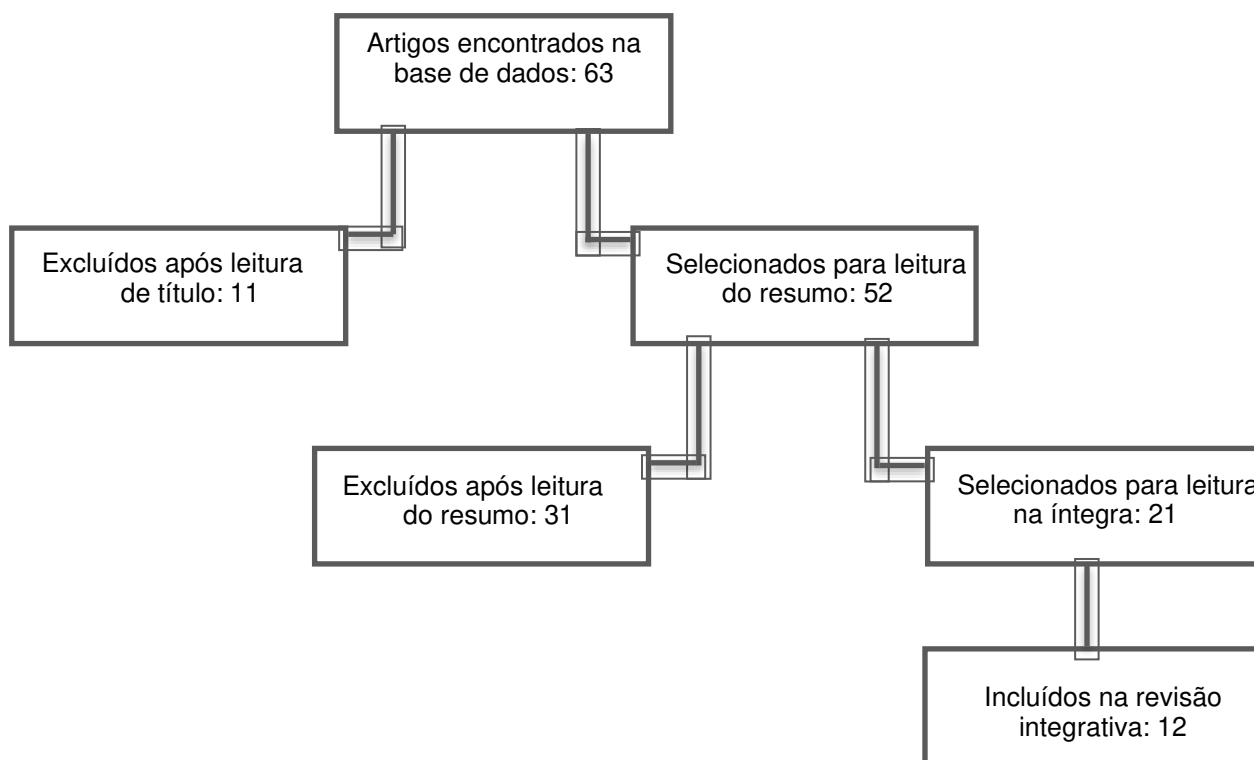 Artigos encontrados na
base de dados: 63
Excluídos após leitura
de título: 11
Selecionados para leitura
do resumo: 52
Excluídos após leitura
do resumo: 31
Selecionados para leitura
na íntegra: 21
Incluídos na revisão
integrativa: 12